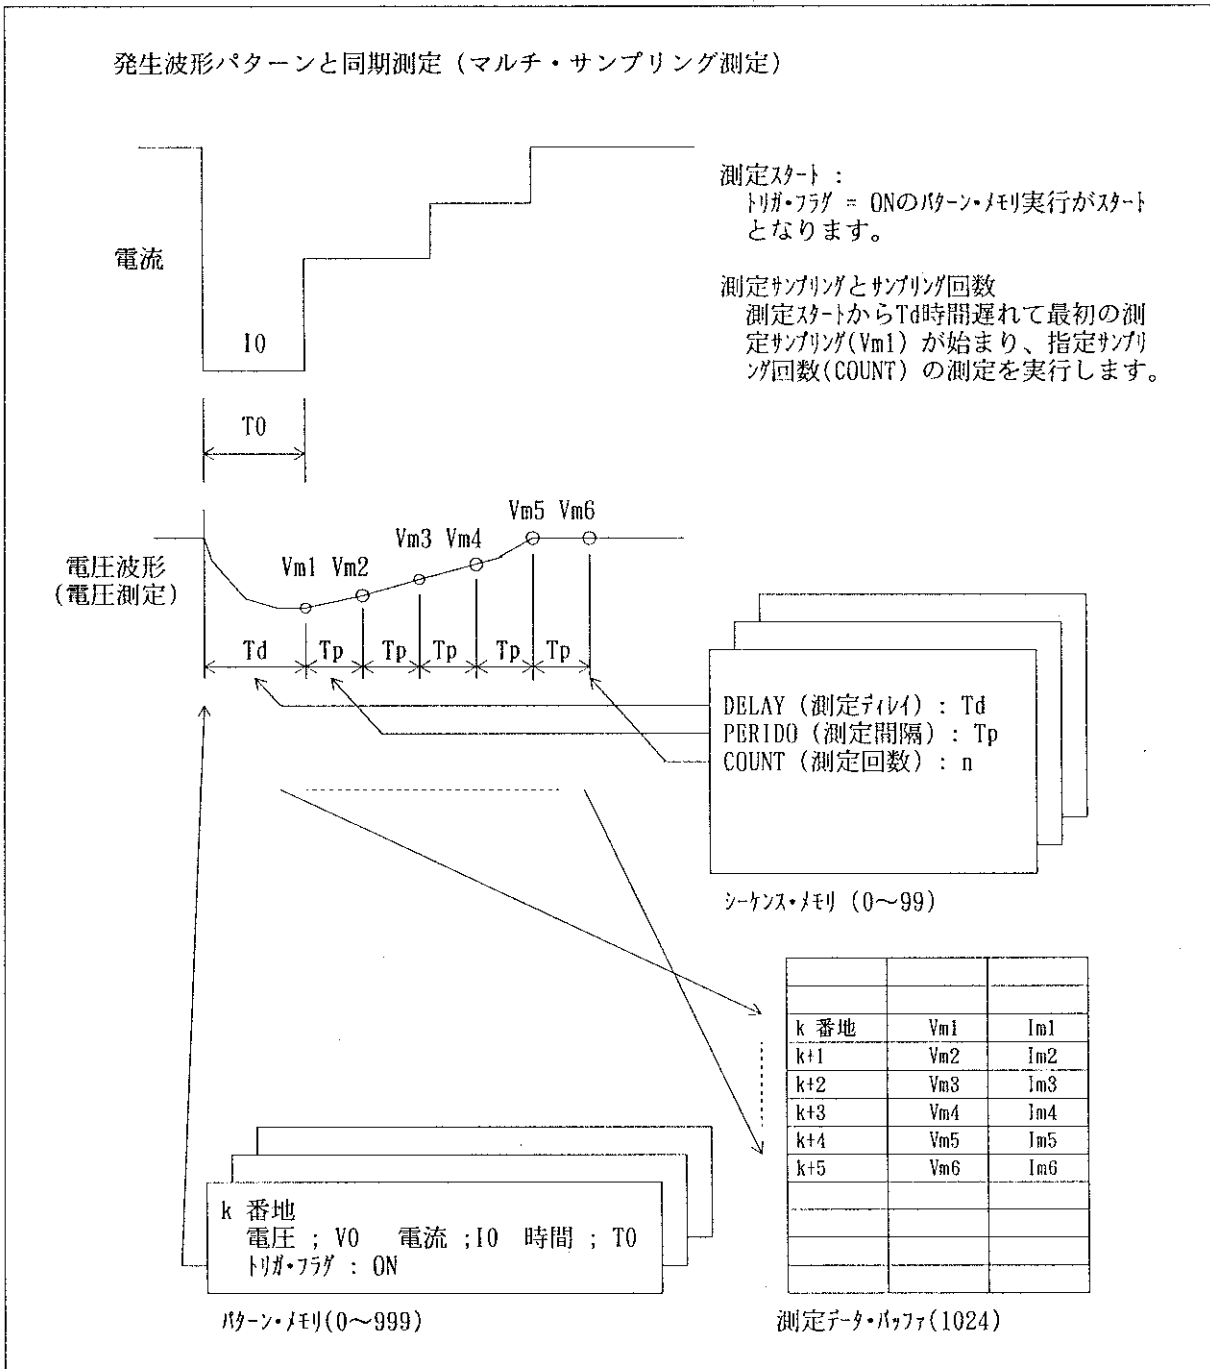 発生波形パターンと同期測定（マルチ・サンプリング測定）
電流
I0
T0
測定ｽﾀｰﾄ：
ﾄﾘｶﾞ･ﾌﾗｸﾞ = ONのﾊﾟﾀｰﾝ･ﾒﾓﾘ実行がｽﾀｰﾄ
となります。
測定ｻﾝﾌﾟﾘﾝｸﾞとｻﾝﾌﾟﾘﾝｸﾞ回数
測定ｽﾀｰﾄからTd時間遅れて最初の測
定ｻﾝﾌﾟﾘﾝｸﾞ(Vm1) が始まり、指定ｻﾝﾌﾟﾘ
ﾝｸﾞ回数(COUNT) の測定を実行します。
電圧波形
（電圧測定）
Vm1 Vm2
Vm3 Vm4
Vm5 Vm6
Td Tp Tp Tp Tp Tp
DELAY（測定ﾃﾞｨﾚｲ）: Td
PERIDO（測定間隔）: Tp
COUNT（測定回数）: n
ｼｰｹﾝｽ･ﾒﾓﾘ (0～99)
k 番地 Vm1 Im1
k+1 Vm2 Im2
k+2 Vm3 Im3
k+3 Vm4 Im4
k+4 Vm5 Im5
k+5 Vm6 Im6
測定ﾃﾞｰﾀ･ﾊﾞｯﾌｧ(1024)
k 番地
電圧 ; V0 電流 ;I0 時間 ; T0
ﾄﾘｶﾞ･ﾌﾗｸﾞ : ON
ﾊﾟﾀｰﾝ･ﾒﾓﾘ(0～999)